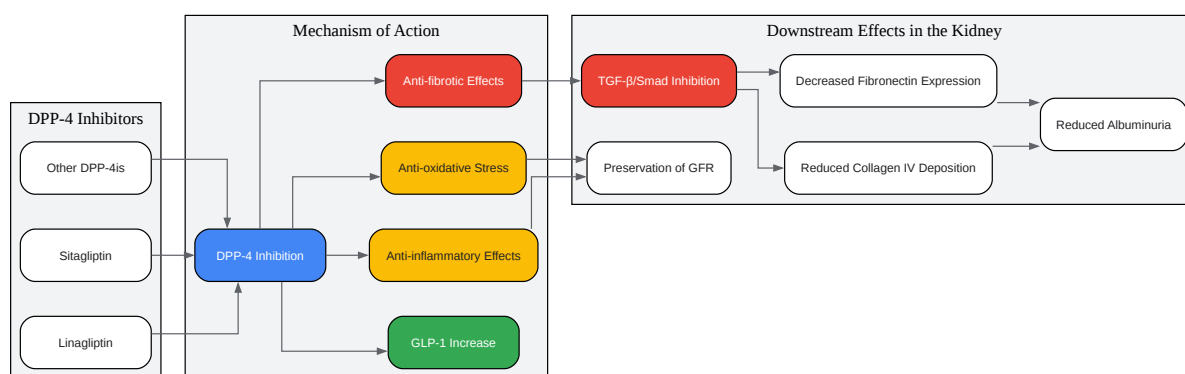 DPP-4 Inhibitors
Other DPP-4is
Sitagliptin
Linagliptin
Mechanism of Action
DPP-4 Inhibition
Anti-fibrotic Effects
Anti-oxidative Stress
Anti-inflammatory Effects
GLP-1 Increase
Downstream Effects in the Kidney
TGF-β/Smad Inhibition
Preservation of GFR
Decreased Fibronectin Expression
Reduced Collagen IV Deposition
Reduced Albuminuria